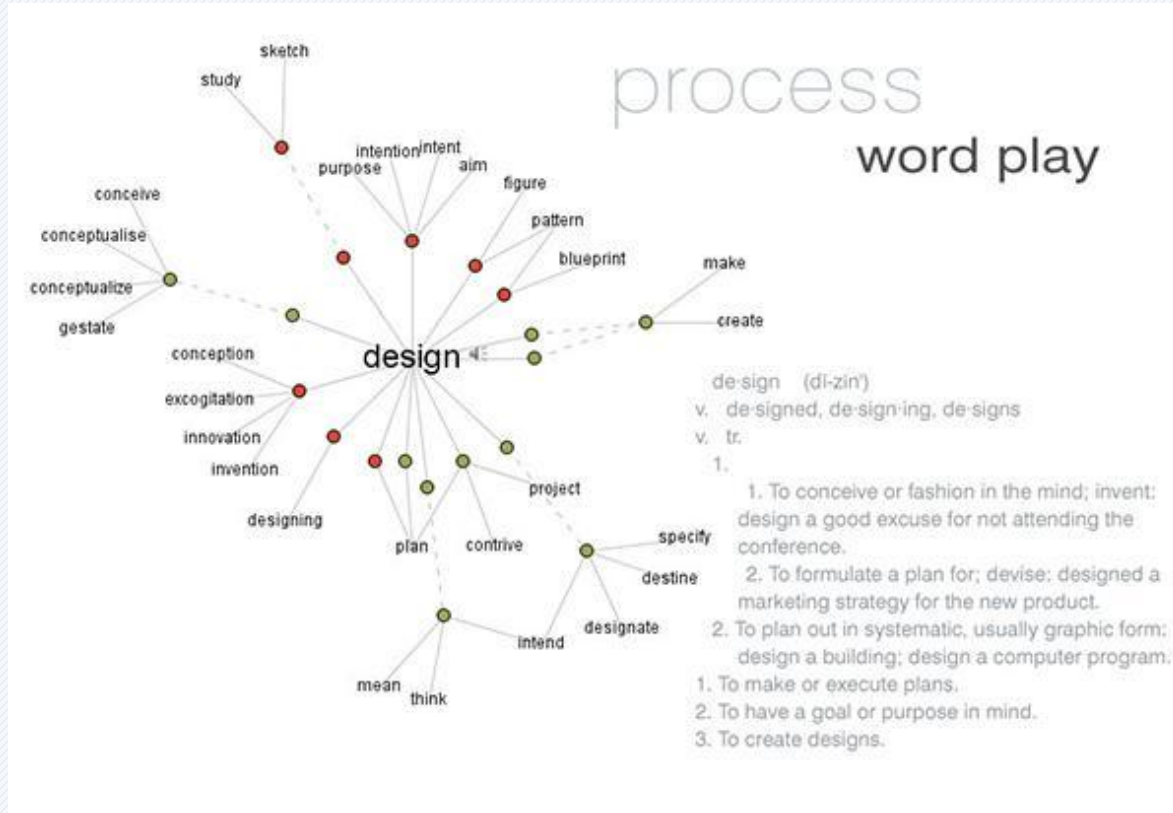 process
word play
sketch
study
intention
intent
purpose
aim
figure
conceive
pattern
conceptualise
blueprint
make
conceptualize
create
gestate
conception
design
excogitation
innovation
invention
designing
project
plan
contrive
specify
destine
designate
intend
mean
think
de·sign (dĭ-zīn')
v. de·signed, de·sign·ing, de·signs
v. tr.
1.
1. To conceive or fashion in the mind; invent:
design a good excuse for not attending the
conference.
2. To formulate a plan for; devise: designed a
marketing strategy for the new product.
2. To plan out in systematic, usually graphic form:
design a building; design a computer program.
1. To make or execute plans.
2. To have a goal or purpose in mind.
3. To create designs.